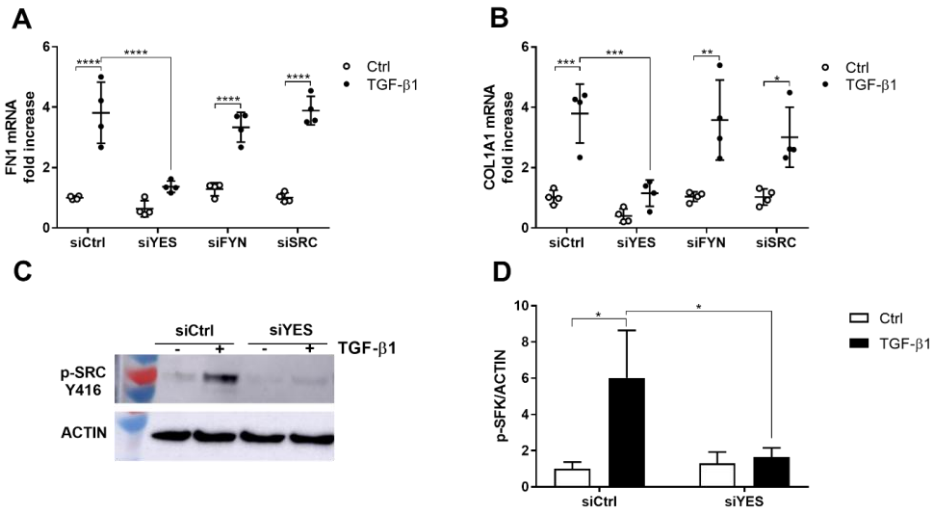 A
FN1 mRNA
fold increase
6
4
2
0
****
****
****
****
Ctrl
TGF-β1
siCtrl
siYES
siFYN
siSRC
B
COL1A1 mRNA
fold increase
6
4
2
0
***
***
**
*
Ctrl
TGF-β1
siCtrl
siYES
siFYN
siSRC
C
siCtrl siYES
- + - + TGF-β1
p-SRC
Y416
ACTIN
D
p-SFK/ACTIN
10
8
6
4
2
0
*
*
Ctrl
TGF-β1
siCtrl
siYES